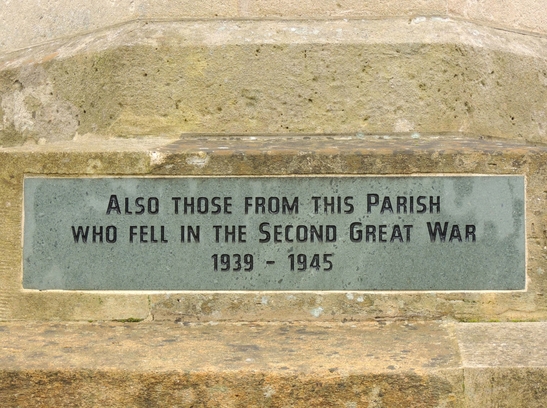 Also those from this Parish
who fell in the Second Great War
1939 - 1945